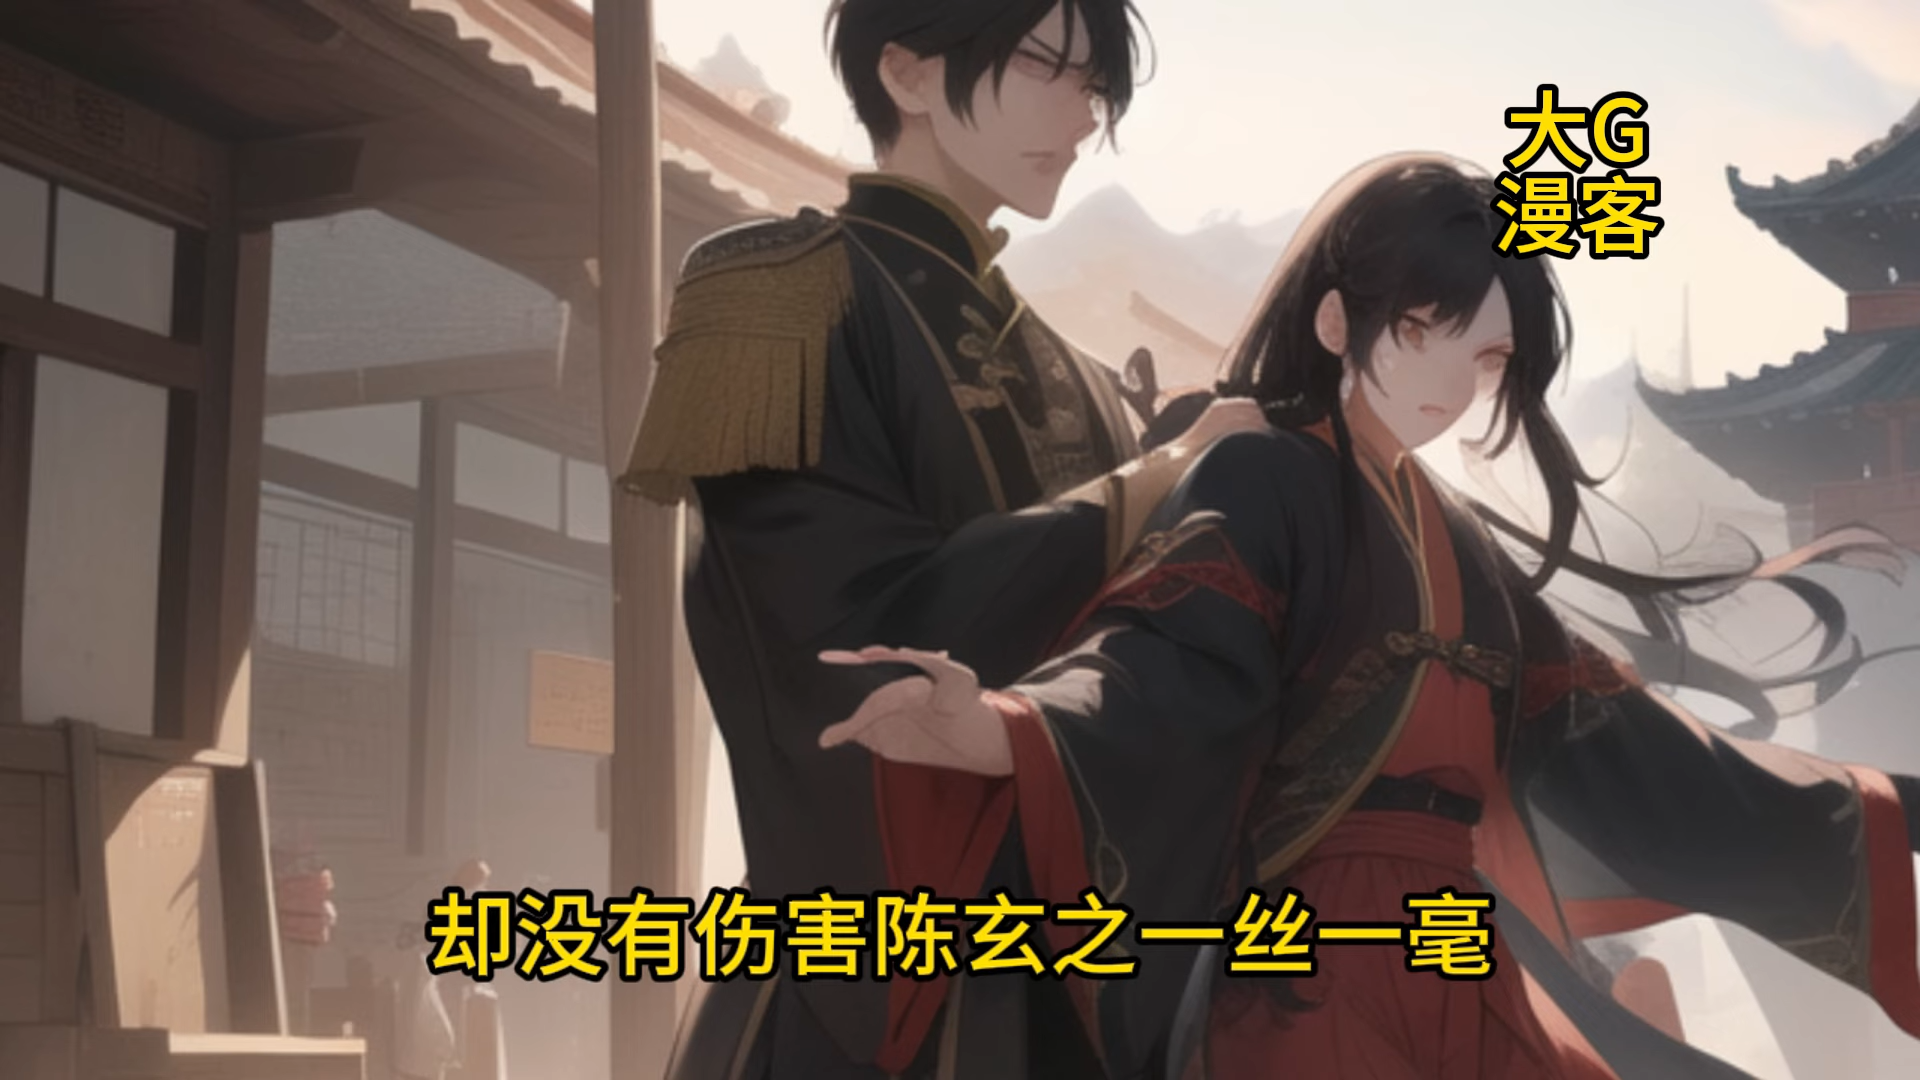 大G
漫客
却没有伤害陈玄之一丝一毫